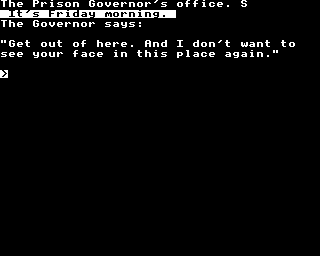 The Prison Governor's office. S
It's Friday morning.
The Governor says:
"Get out of here. And I don't want to
see your face in this place again."
>